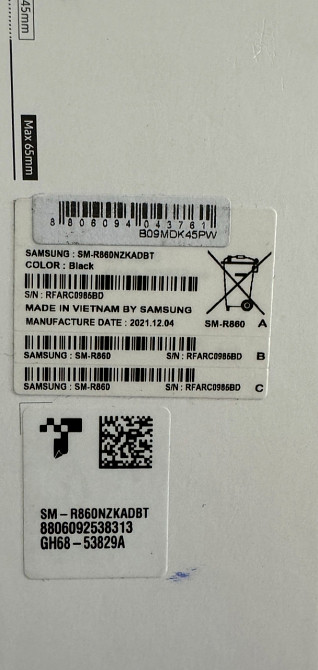 45mm
Max 65mm
8 806094 043761
B09MDK45PW
SAMSUNG : SM-R860NZKADBT
COLOR : Black
S/N : RFARC0985BD
MADE IN VIETNAM BY SAMSUNG
MANUFACTURE DATE : 2021.12.04
SM-R860 A
SAMSUNG : SM-R860 S/N : RFARC0985BD B
SAMSUNG : SM-R860 S/N : RFARC0985BD C
SM-R860NZKADBT
8806092538313
GH68-53829A